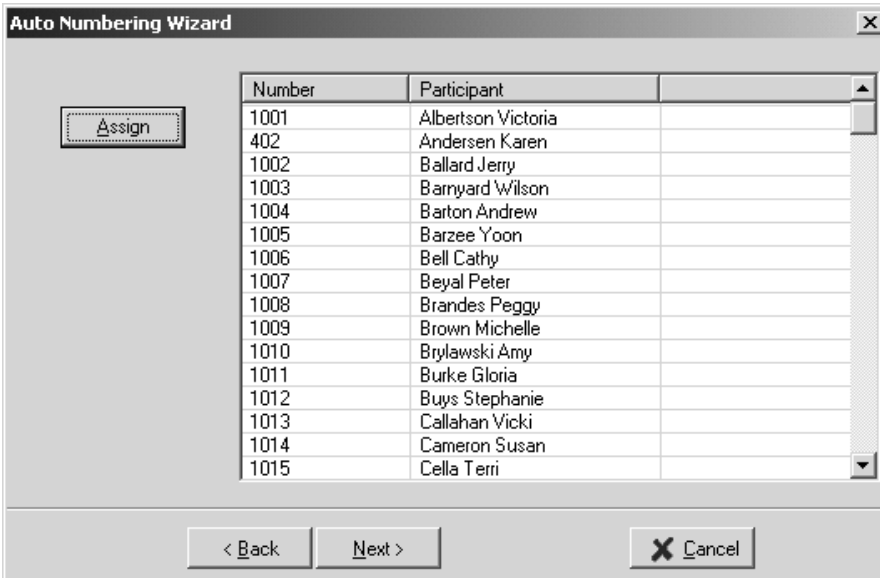 Auto Numbering Wizard
Number Participant
Assign
1001 Albertson Victoria
402 Andersen Karen
1002 Ballard Jerry
1003 Barnyard Wilson
1004 Barton Andrew
1005 Barzee Yoon
1006 Bell Cathy
1007 Beyal Peter
1008 Brandes Peggy
1009 Brown Michelle
1010 Brylawski Amy
1011 Burke Gloria
1012 Buys Stephanie
1013 Callahan Vicki
1014 Cameron Susan
1015 Cella Terri
< Back Next > Cancel